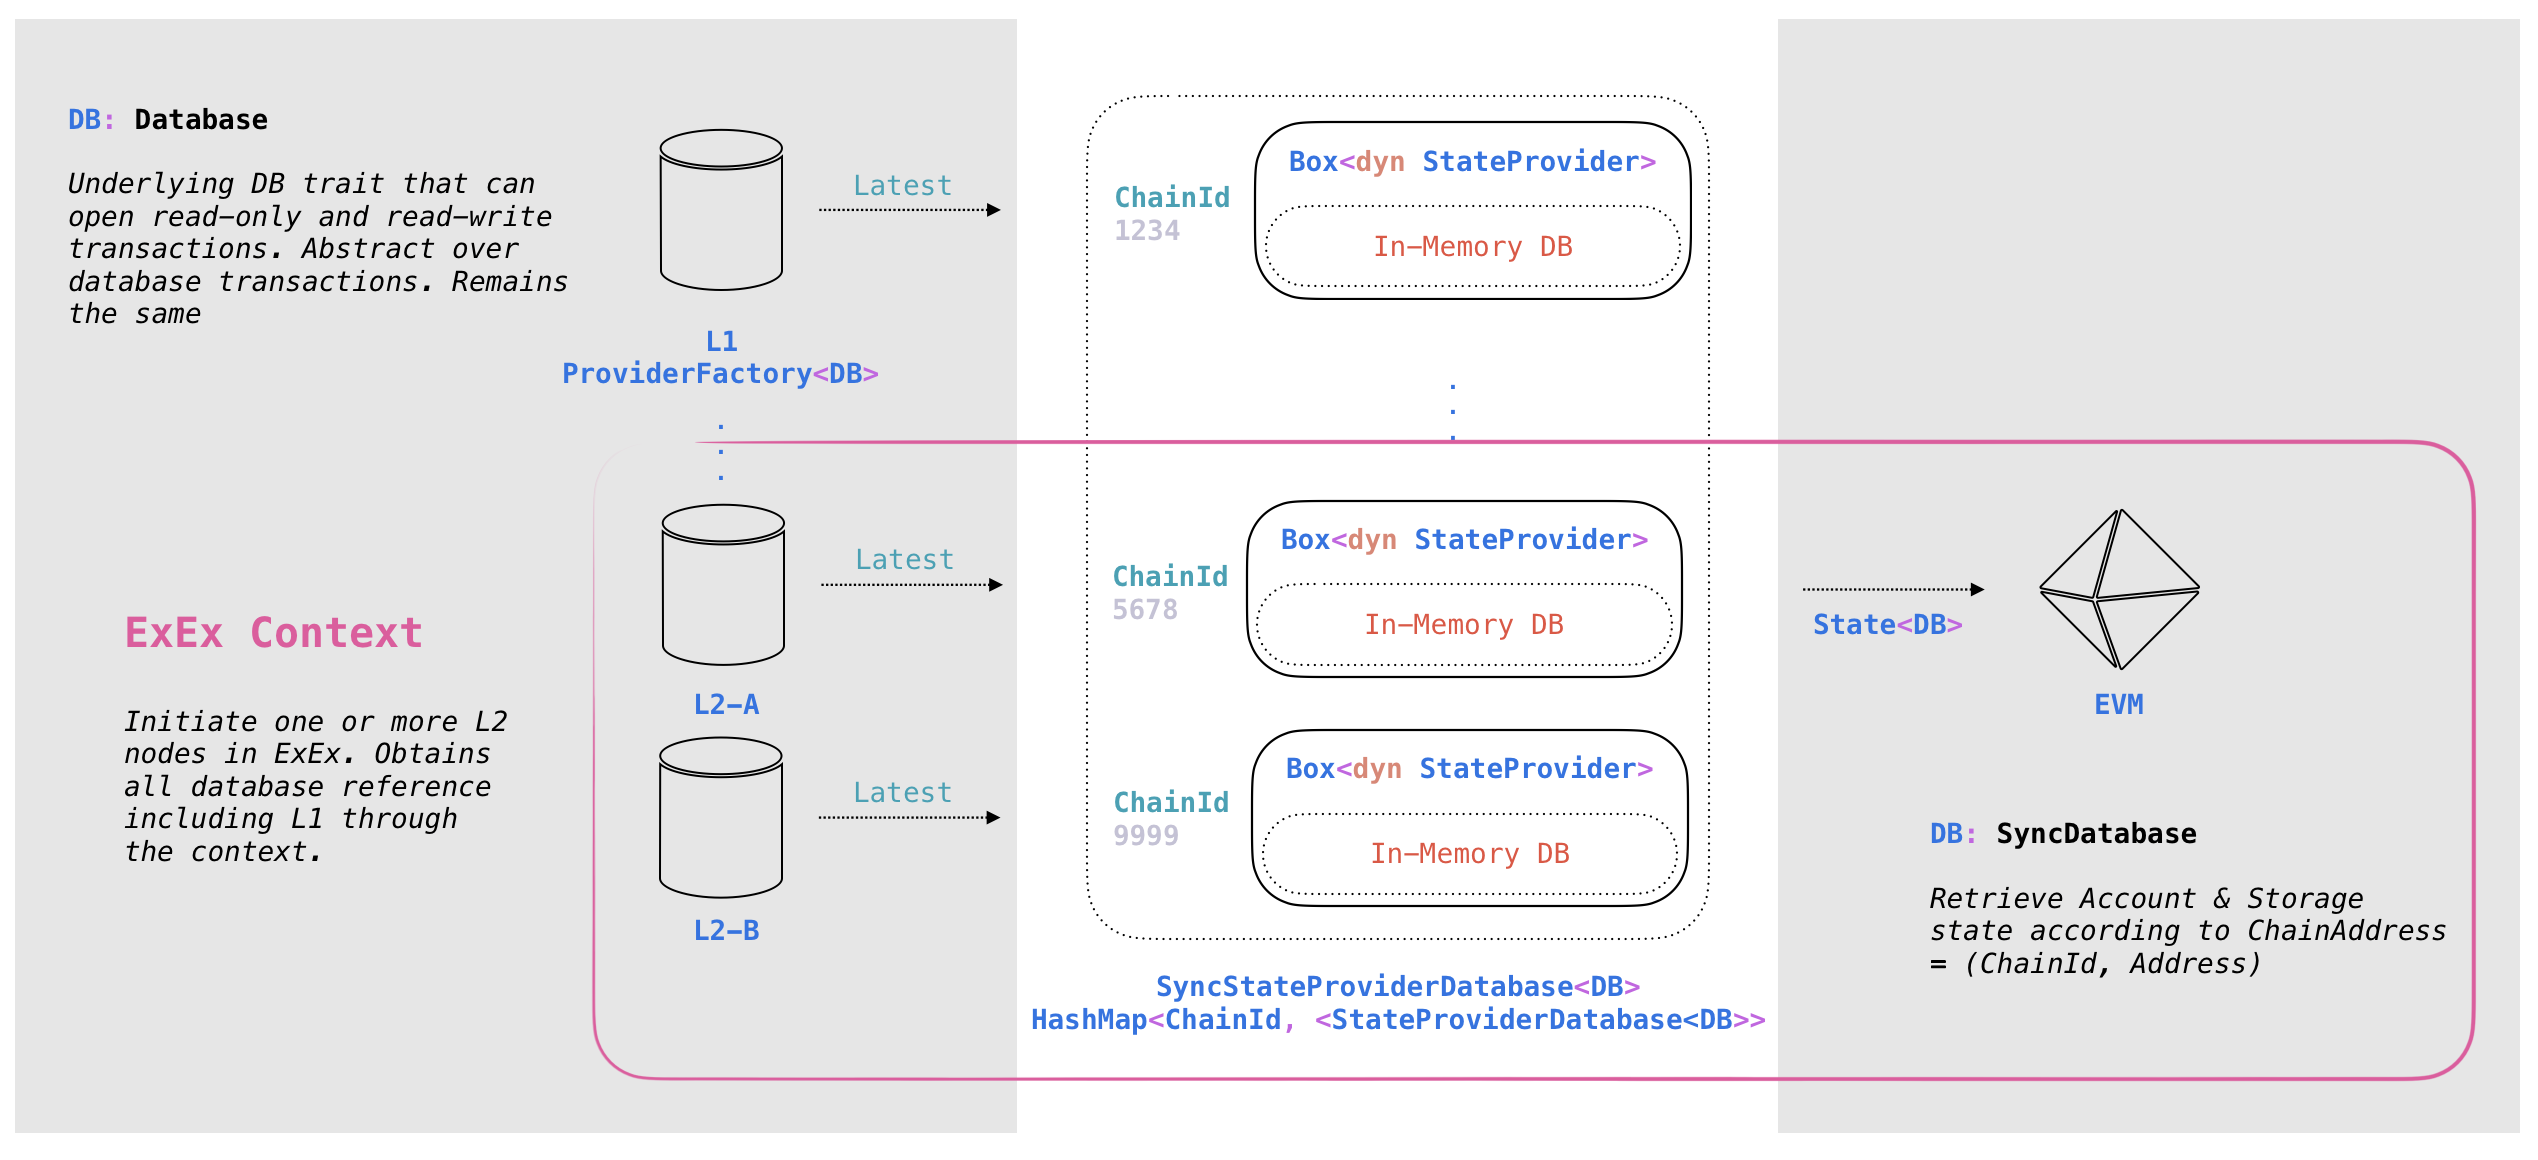 DB: Database
Underlying DB trait that can
open read-only and read-write
transactions. Abstract over
database transactions. Remains
the same
L1
ProviderFactory<DB>
.
.
.
Latest
ChainId
1234
Box<dyn StateProvider>
In-Memory DB
.
.
.
ExEx Context
Initiate one or more L2
nodes in ExEx. Obtains
all database reference
including L1 through
the context.
L2-A
Latest
ChainId
5678
Box<dyn StateProvider>
In-Memory DB
L2-B
Latest
ChainId
9999
Box<dyn StateProvider>
In-Memory DB
SyncStateProviderDatabase<DB>
HashMap<ChainId, <StateProviderDatabase<DB>>
State<DB>
EVM
DB: SyncDatabase
Retrieve Account & Storage
state according to ChainAddress
= (ChainId, Address)